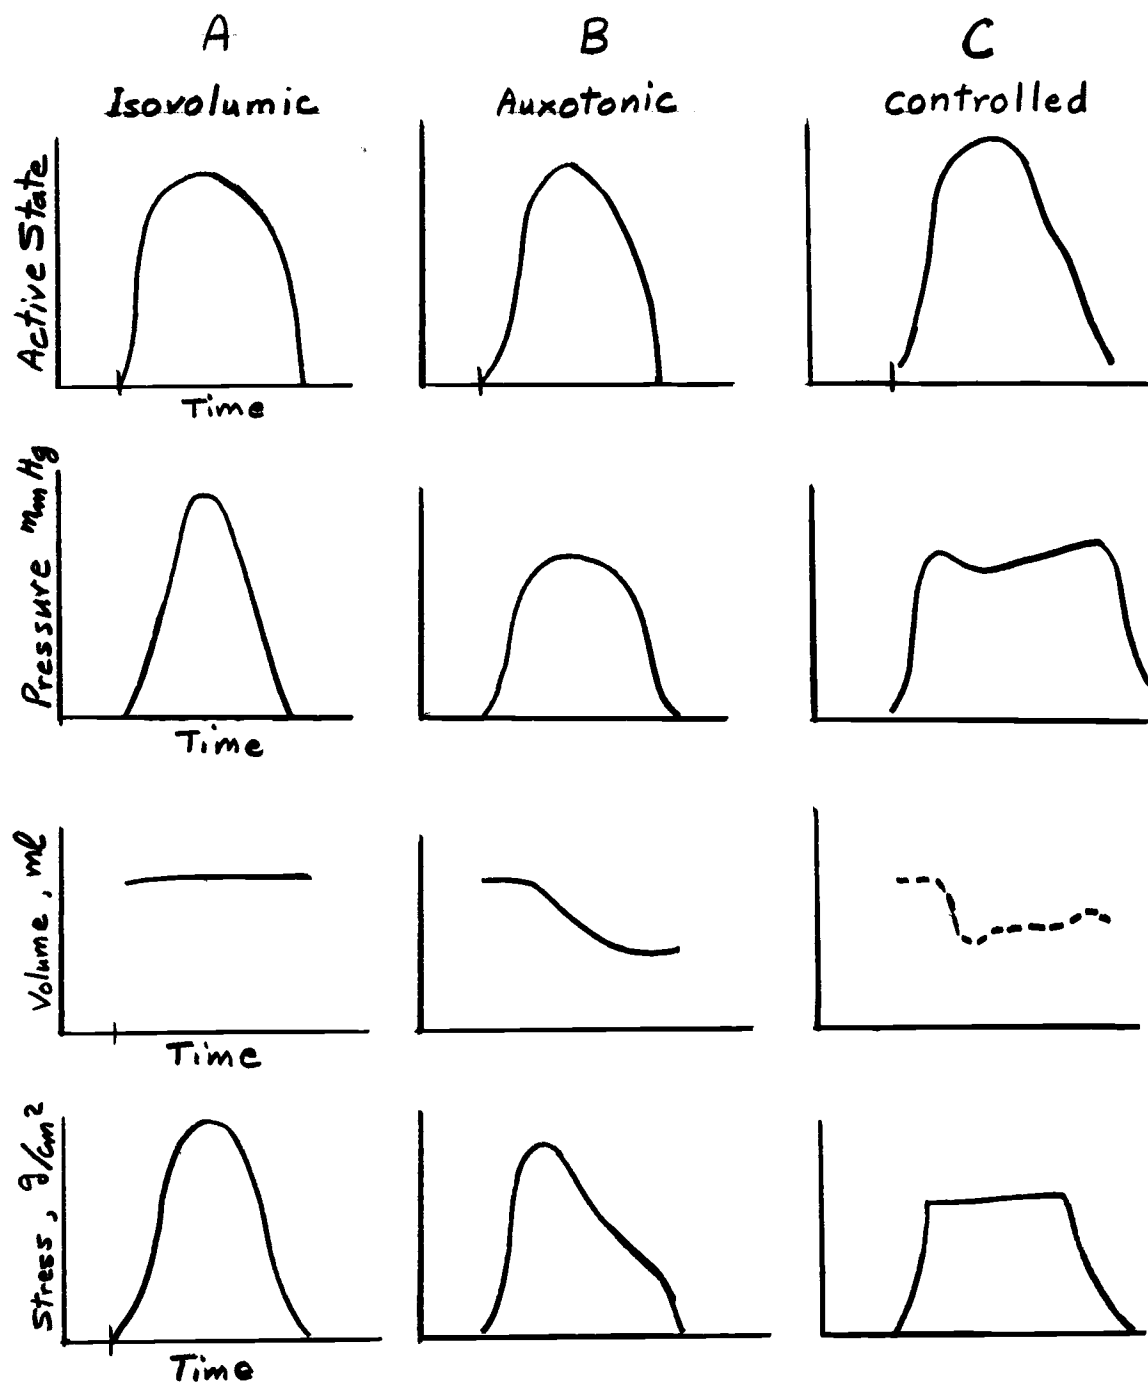 A B C
Isovolumic Auxotonic controlled
Active State
Time
Pressure mm Hg
Time
Volume, ml
Time
Stress, g/cm²
Time